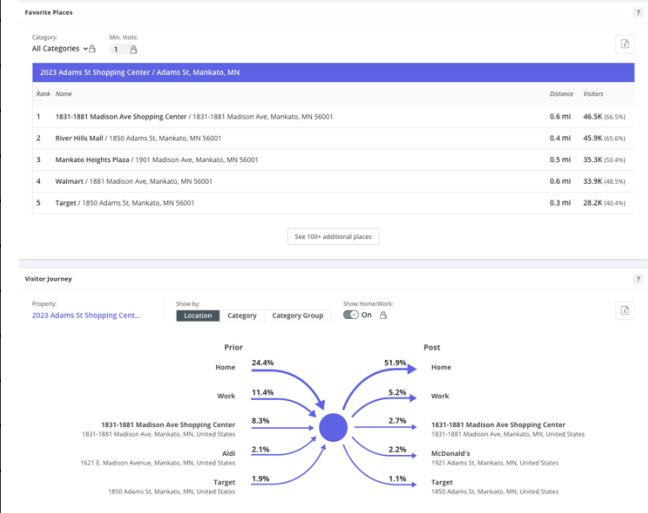 Favorite Places
?
Category:
Min. Visits:
All Categories
1
2023 Adams St Shopping Center / Adams St, Mankato, MN
Rank Name Distance Visitors
1 1831-1881 Madison Ave Shopping Center / 1831-1881 Madison Ave, Mankato, MN 56001 0.6 mi 46.5K (66.5%)
2 River Hills Mall / 1850 Adams St, Mankato, MN 56001 0.4 mi 45.9K (65.6%)
3 Mankato Heights Plaza / 1901 Madison Ave, Mankato, MN 56001 0.5 mi 35.3K (50.4%)
4 Walmart / 1881 Madison Ave, Mankato, MN 56001 0.6 mi 33.9K (48.5%)
5 Target / 1850 Adams St, Mankato, MN 56001 0.3 mi 28.2K (40.4%)
See 100+ additional places
Visitor Journey
?
Property:
Show by:
Show Home/Work:
2023 Adams St Shopping Cent...
Location Category Category Group
On
Prior
Post
Home 24.4% 51.9% Home
Work 11.4% 5.2% Work
1831-1881 Madison Ave Shopping Center 8.3% 2.7% 1831-1881 Madison Ave Shopping Center
1831-1881 Madison Ave, Mankato, MN, United States 1831-1881 Madison Ave, Mankato, MN, United States
Aldi 2.1% 2.2% McDonald's
1621 E. Madison Avenue, Mankato, MN, United States 1921 Adams St, Mankato, MN, United States
Target 1.9% 1.1% Target
1850 Adams St, Mankato, MN, United States 1850 Adams St, Mankato, MN, United States